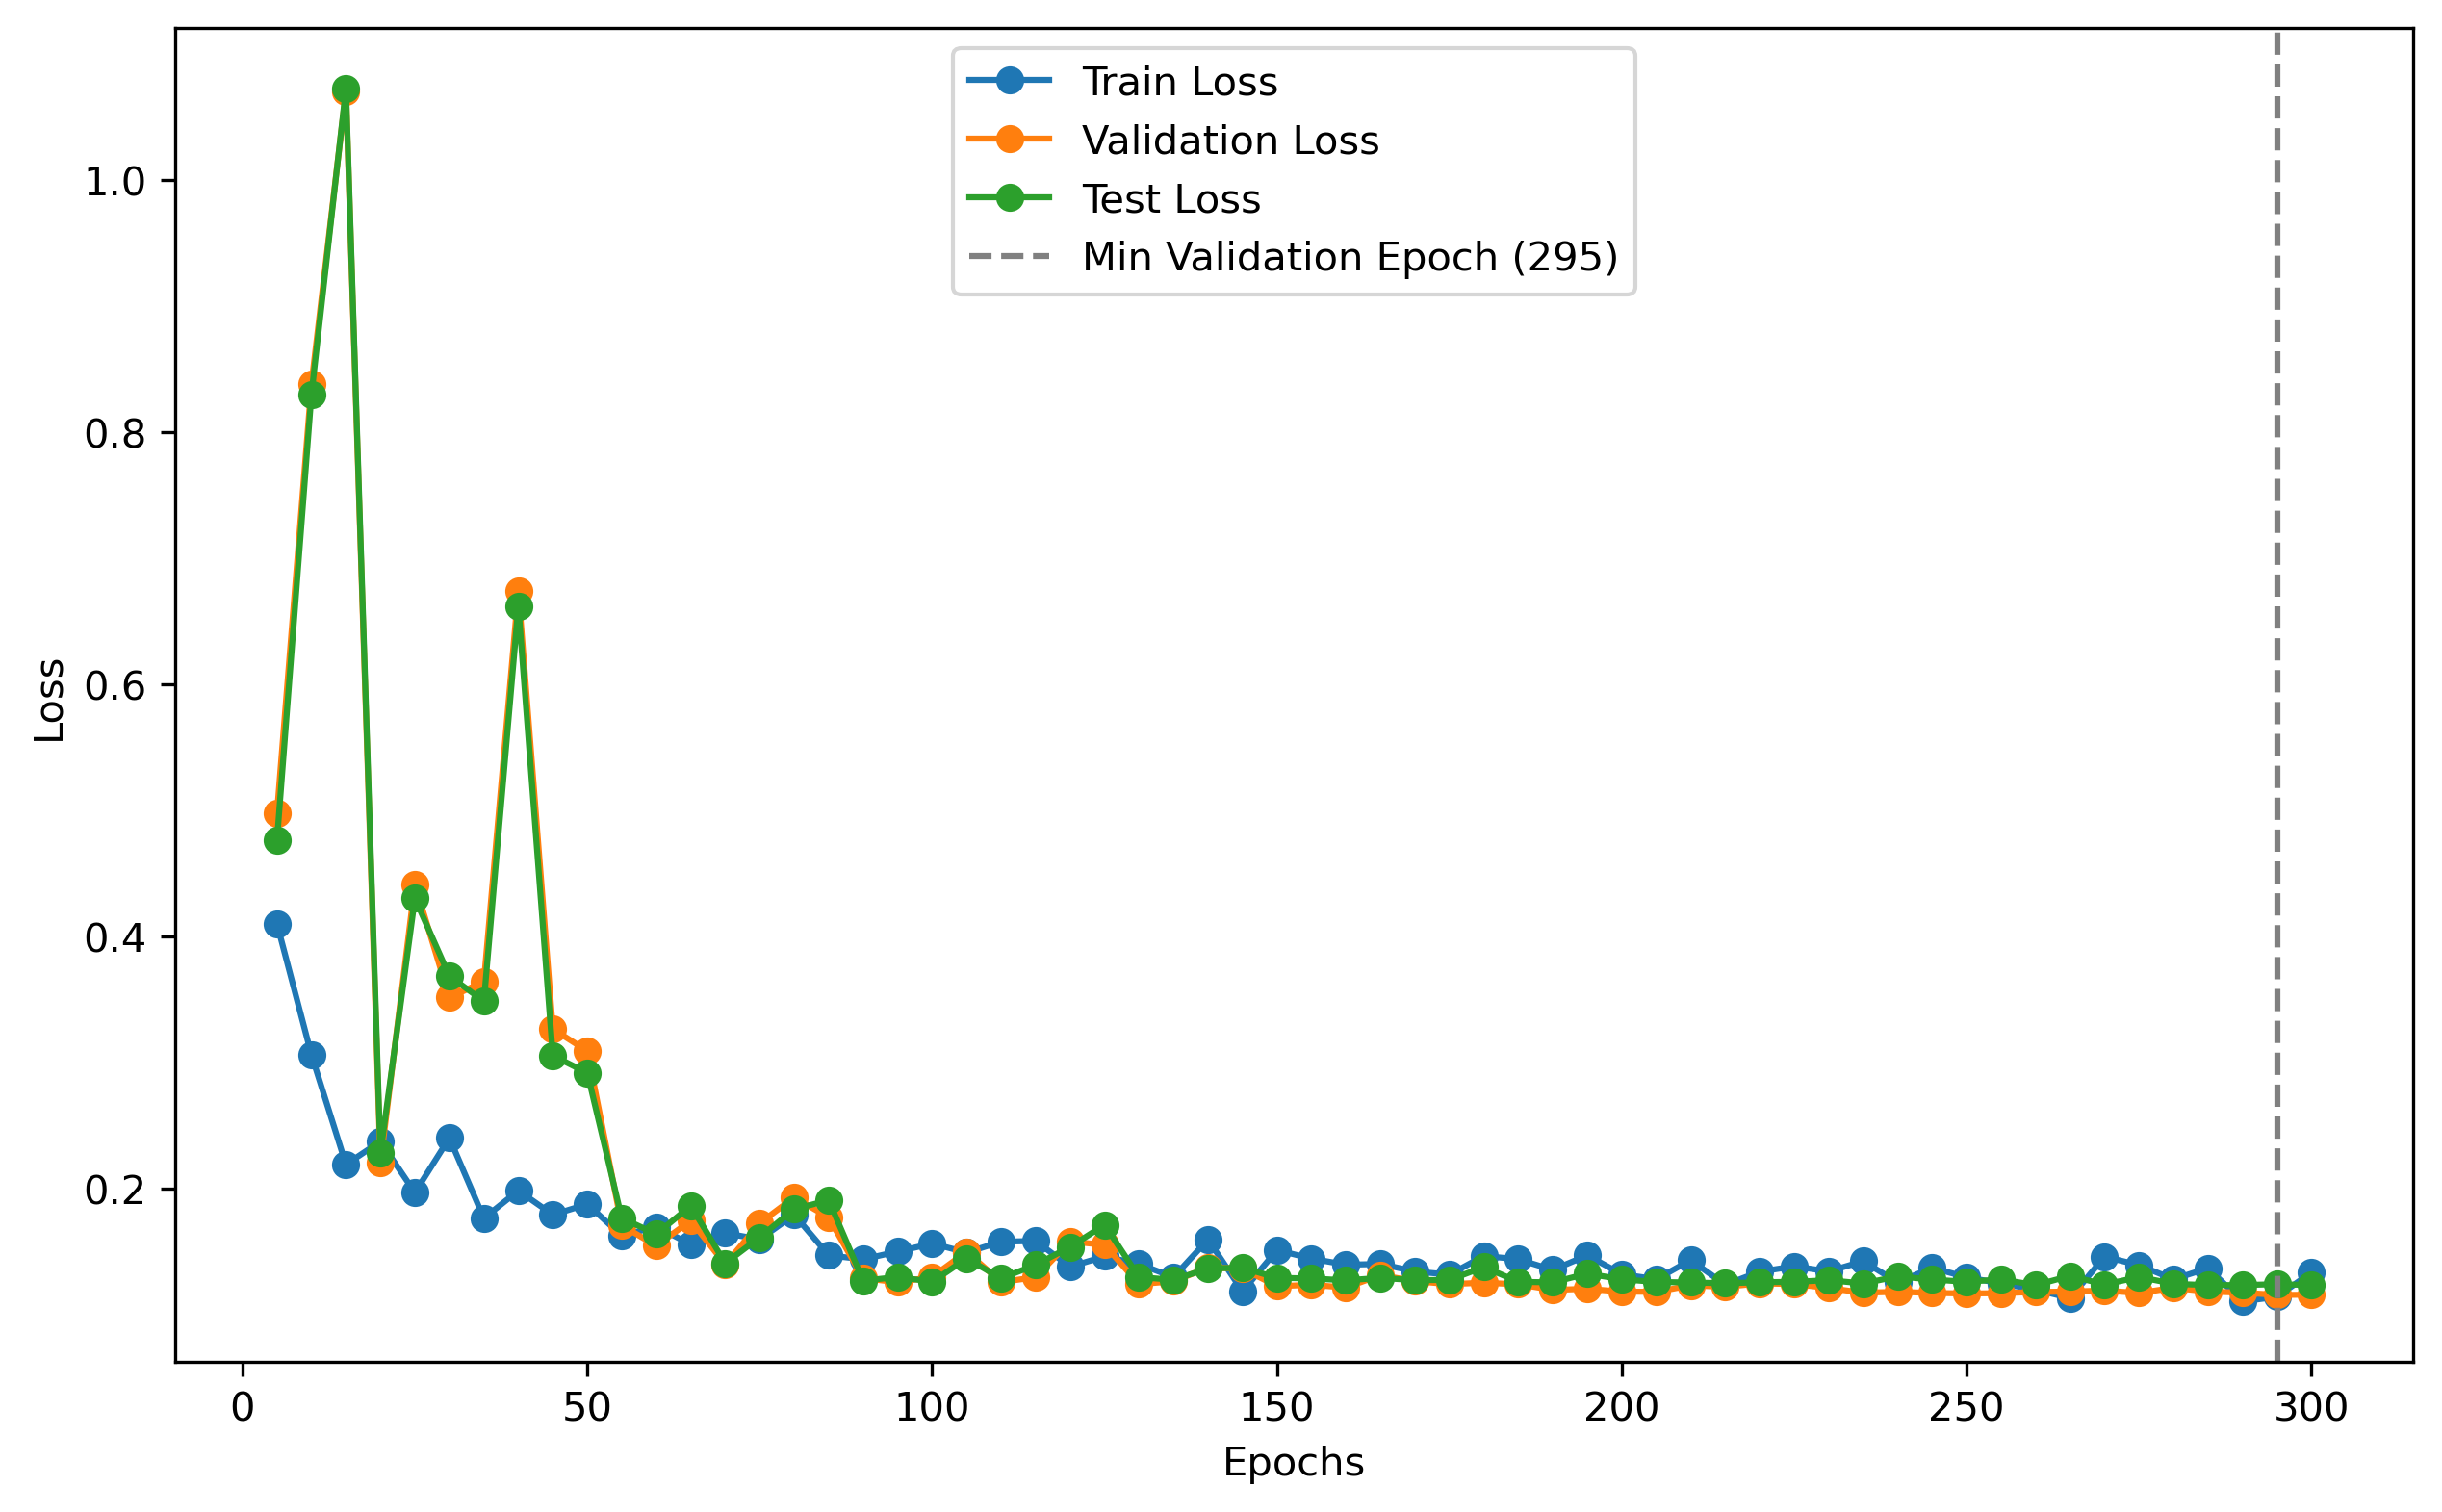 Train Loss
Validation Loss
Test Loss
Min Validation Epoch (295)
1.0
0.8
0.6
0.4
0.2
Loss
0 50 100 150 200 250 300
Epochs